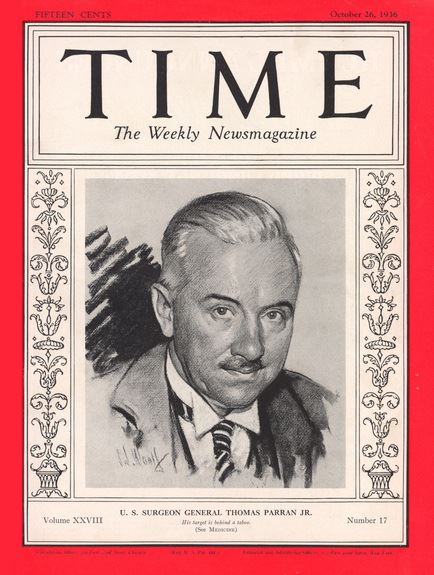 FIFTEEN CENTS
October 26, 1936
TIME
The Weekly Newsmagazine
U. S. SURGEON GENERAL THOMAS PARRAN JR.
His target is behind a taboo.
(See MEDICINE)
Volume XXVIII
Number 17